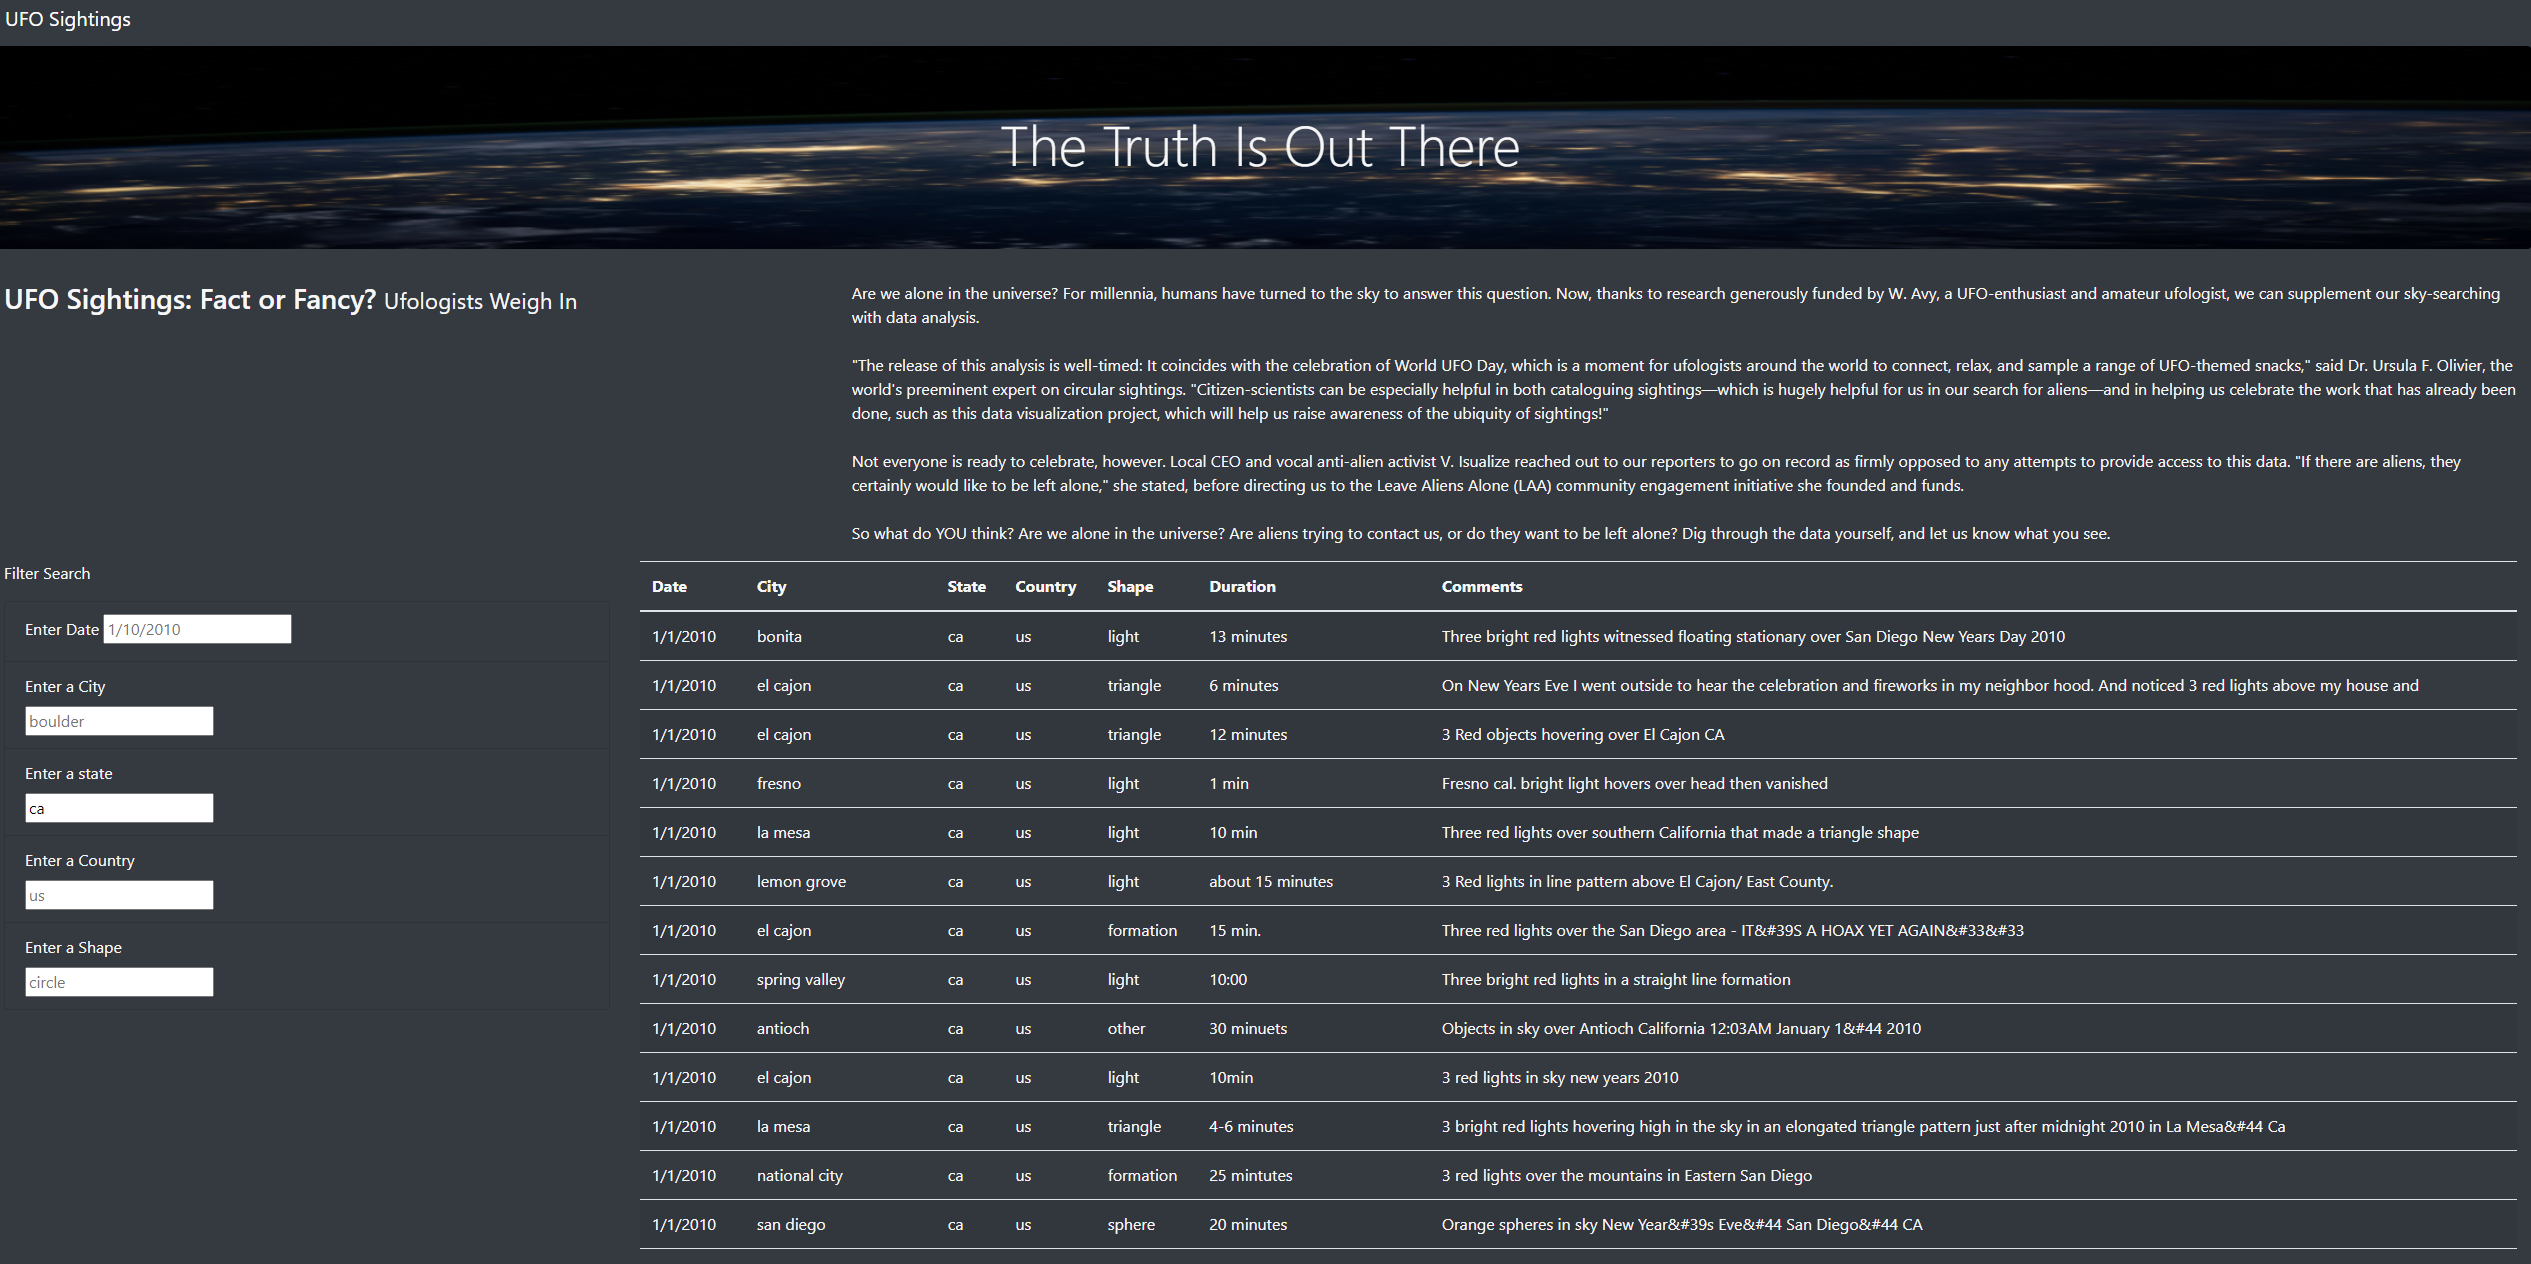 UFO Sightings
The Truth Is Out There
UFO Sightings: Fact or Fancy? Ufologists Weigh In
Are we alone in the universe? For millennia, humans have turned to the sky to answer this question. Now, thanks to research generously funded by W. Avy, a UFO-enthusiast and amateur ufologist, we can supplement our sky-searching
with data analysis.
"The release of this analysis is well-timed: It coincides with the celebration of World UFO Day, which is a moment for ufologists around the world to connect, relax, and sample a range of UFO-themed snacks," said Dr. Ursula F. Olivier, the
world's preeminent expert on circular sightings. "Citizen-scientists can be especially helpful in both cataloguing sightings—which is hugely helpful for us in our search for aliens—and in helping us celebrate the work that has already been
done, such as this data visualization project, which will help us raise awareness of the ubiquity of sightings!"
Not everyone is ready to celebrate, however. Local CEO and vocal anti-alien activist V. Isualize reached out to our reporters to go on record as firmly opposed to any attempts to provide access to this data. "If there are aliens, they
certainly would like to be left alone," she stated, before directing us to the Leave Aliens Alone (LAA) community engagement initiative she founded and funds.
So what do YOU think? Are we alone in the universe? Are aliens trying to contact us, or do they want to be left alone? Dig through the data yourself, and let us know what you see.
Filter Search
Enter Date 1/10/2010
Enter a City
boulder
Enter a state
ca
Enter a Country
us
Enter a Shape
circle
Date City State Country Shape Duration Comments
1/1/2010 bonita ca us light 13 minutes Three bright red lights witnessed floating stationary over San Diego New Years Day 2010
1/1/2010 el cajon ca us triangle 6 minutes On New Years Eve I went outside to hear the celebration and fireworks in my neighbor hood. And noticed 3 red lights above my house and
1/1/2010 el cajon ca us triangle 12 minutes 3 Red objects hovering over El Cajon CA
1/1/2010 fresno ca us light 1 min Fresno cal. bright light hovers over head then vanished
1/1/2010 la mesa ca us light 10 min Three red lights over southern California that made a triangle shape
1/1/2010 lemon grove ca us light about 15 minutes 3 Red lights in line pattern above El Cajon/ East County.
1/1/2010 el cajon ca us formation 15 min. Three red lights over the San Diego area - IT&#39S A HOAX YET AGAIN&#33&#33
1/1/2010 spring valley ca us light 10:00 Three bright red lights in a straight line formation
1/1/2010 antioch ca us other 30 minuets Objects in sky over Antioch California 12:03AM January 1&#44 2010
1/1/2010 el cajon ca us light 10min 3 red lights in sky new years 2010
1/1/2010 la mesa ca us triangle 4-6 minutes 3 bright red lights hovering high in the sky in an elongated triangle pattern just after midnight 2010 in La Mesa&#44 Ca
1/1/2010 national city ca us formation 25 mintutes 3 red lights over the mountains in Eastern San Diego
1/1/2010 san diego ca us sphere 20 minutes Orange spheres in sky New Year&#39s Eve&#44 San Diego&#44 CA